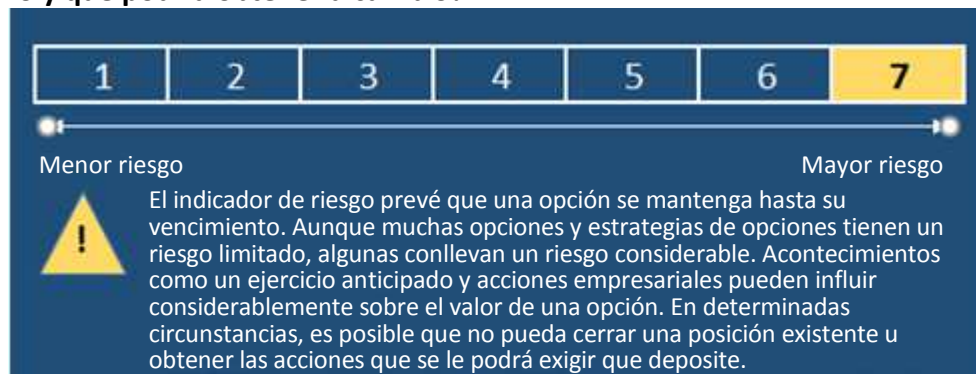 1 2 3 4 5 6 7
Menor riesgo Mayor riesgo
El indicador de riesgo prevé que una opción se mantenga hasta su
vencimiento. Aunque muchas opciones y estrategias de opciones tienen un
riesgo limitado, algunas conllevan un riesgo considerable. Acontecimientos
como un ejercicio anticipado y acciones empresariales pueden influir
considerablemente sobre el valor de una opción. En determinadas
circunstancias, es posible que no pueda cerrar una posición existente u
obtener las acciones que se le podrá exigir que deposite.